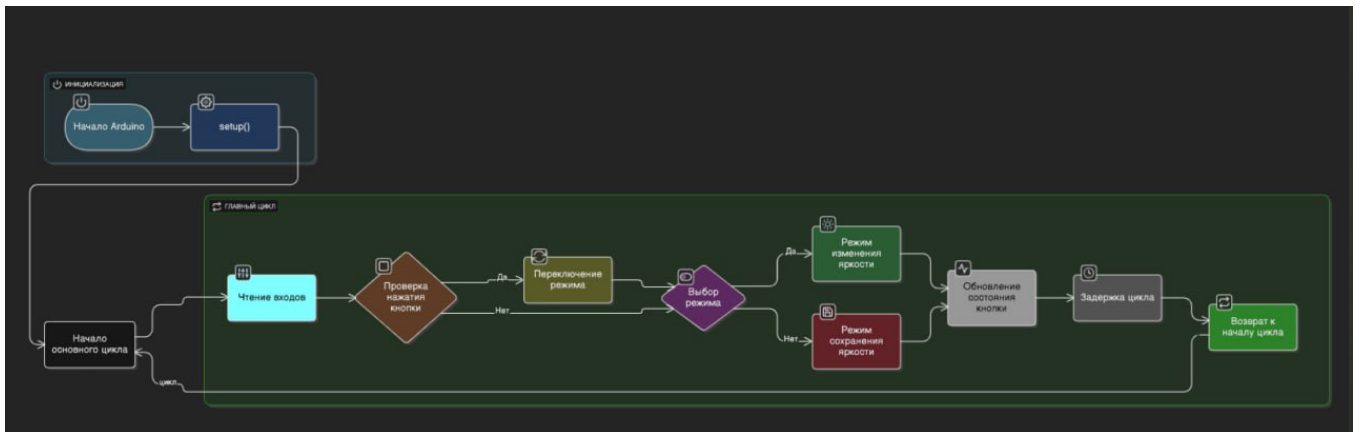 ИНИЦИАЛИЗАЦИЯ
Начало Arduino
setup()
ГЛАВНЫЙ ЦИКЛ
Начало
основного цикла
Чтение входов
Проверка
нажатия
кнопки
Да
Нет
Переключение
режима
Выбор
режима
Да
Нет
Режим
изменения
яркости
Режим
сохранения
яркости
Обновление
состояния
кнопки
Задержка цикла
Возврат к
началу цикла
цикл